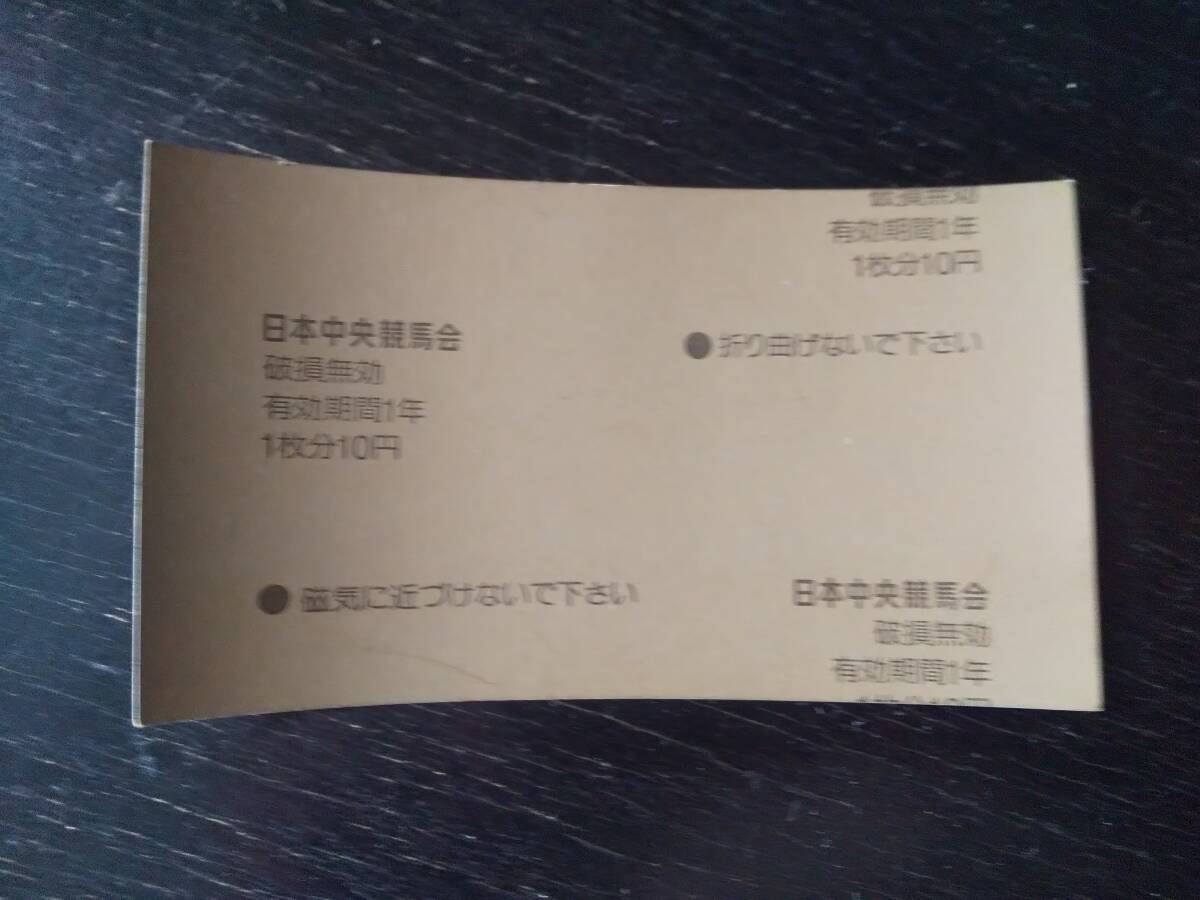 破損無効
有効期間1年
1枚分10円
日本中央競馬会
破損無効
有効期間1年
1枚分10円
●折り曲げないで下さい
●磁気に近づけないで下さい
日本中央競馬会
破損無効
有効期間1年